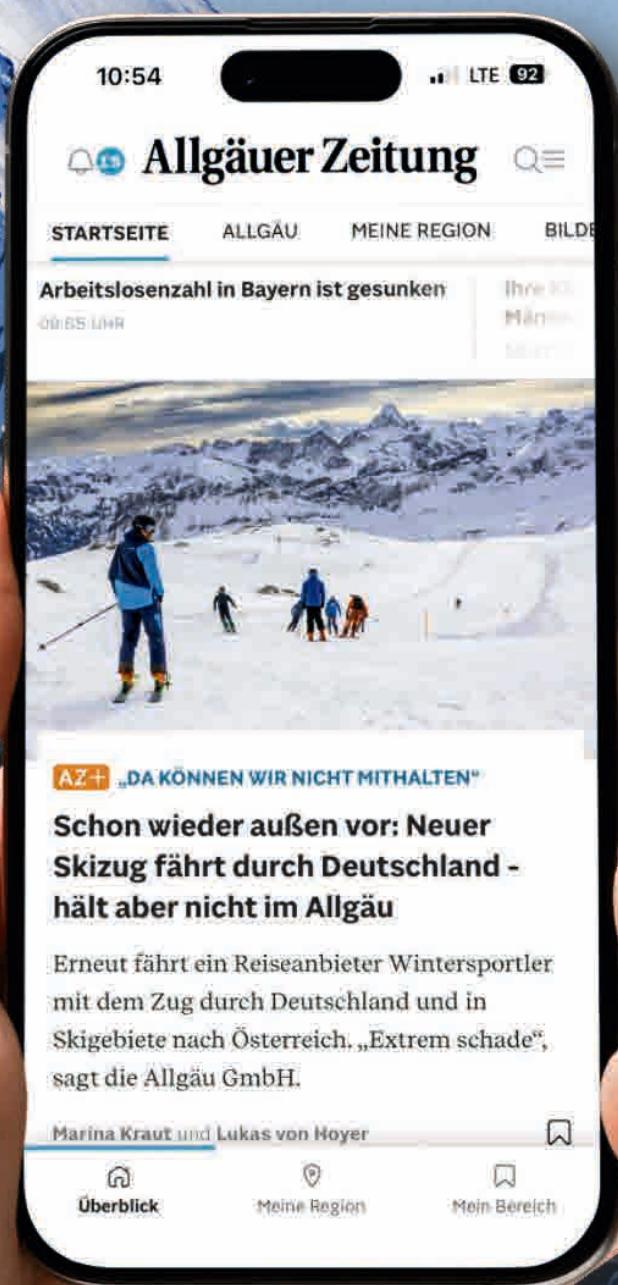 10:54
LTE 92
Allgäuer Zeitung
STARTSEITE ALLGÄU MEINE REGION BILDE
Arbeitslosenzahl in Bayern ist gesunken
Ihre
09:55 UHR
AZ+ „DA KÖNNEN WIR NICHT MITHALTEN“
Schon wieder außen vor: Neuer
Skizug fährt durch Deutschland -
hält aber nicht im Allgäu
Erneut fährt ein Reiseanbieter Wintersportler
mit dem Zug durch Deutschland und in
Skigebiete nach Österreich. „Extrem schade“,
sagt die Allgäu GmbH.
Marina Kraut und Lukas von Hoyer
Überblick Meine Region Mein Bereich